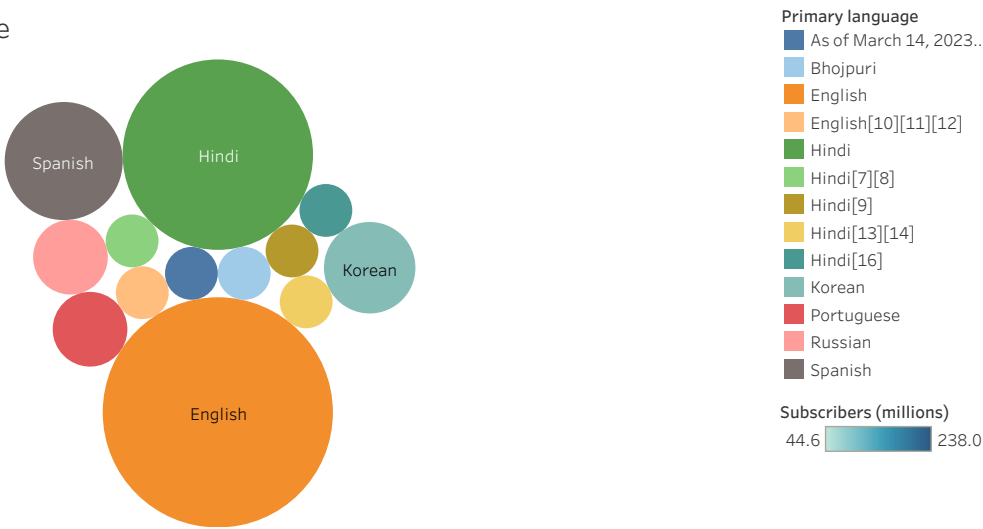 e
Spanish
Hindi
Korean
English
Primary language
As of March 14, 2023..
Bhojpuri
English
English[10][11][12]
Hindi
Hindi[7][8]
Hindi[9]
Hindi[13][14]
Hindi[16]
Korean
Portuguese
Russian
Spanish
Subscribers (millions)
44.6 238.0